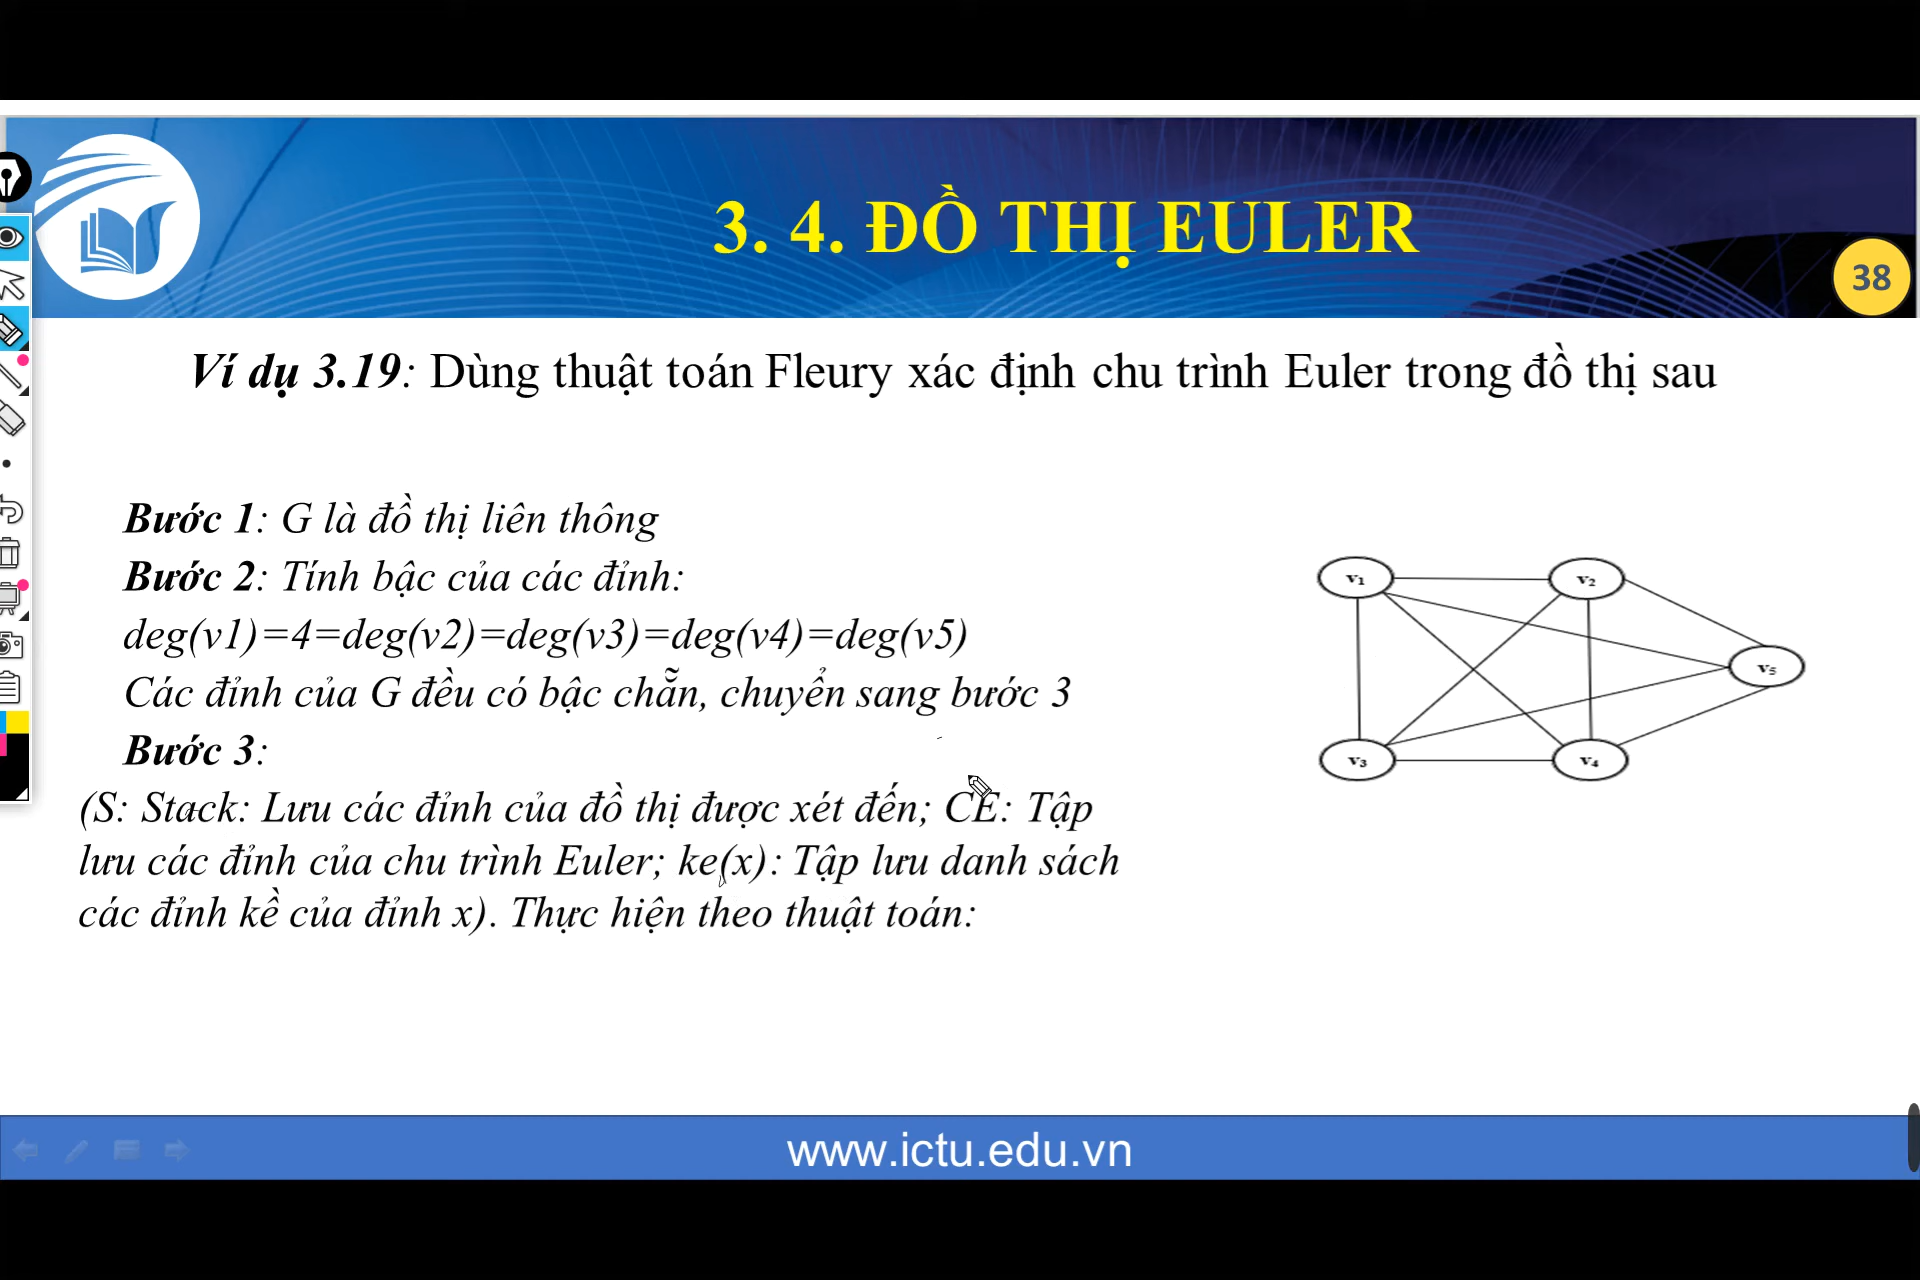 3. 4. ĐỒ THỊ EULER
38
Ví dụ 3.19: Dùng thuật toán Fleury xác định chu trình Euler trong đồ thị sau
Bước 1: G là đồ thị liên thông
Bước 2: Tính bậc của các đỉnh:
deg(v1)=4=deg(v2)=deg(v3)=deg(v4)=deg(v5)
Các đỉnh của G đều có bậc chẵn, chuyển sang bước 3
Bước 3:
(S: Stack: Lưu các đỉnh của đồ thị được xét đến; CE: Tập
lưu các đỉnh của chu trình Euler; ke(x): Tập lưu danh sách
các đỉnh kề của đỉnh x). Thực hiện theo thuật toán:
v1 v2
v5
v3 v4
www.ictu.edu.vn